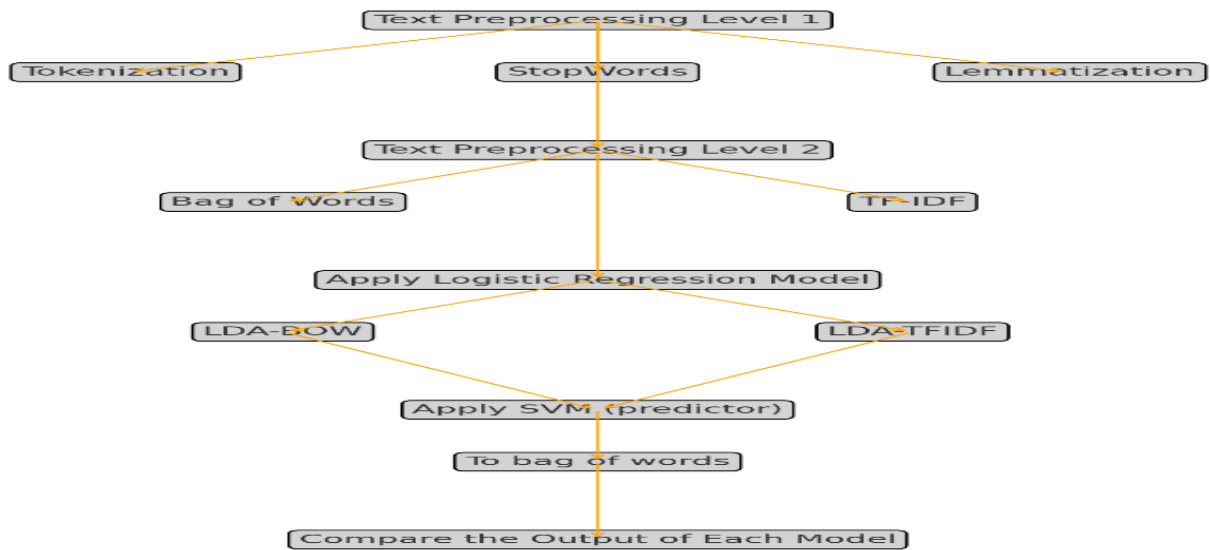 Text Preprocessing Level 1
Tokenization
StopWords
Lemmatization
Text Preprocessing Level 2
Bag of Words
TF-IDF
Apply Logistic Regression Model
LDA-BOW
LDA-TFIDF
Apply SVM (predictor)
To bag of words
Compare the Output of Each Model